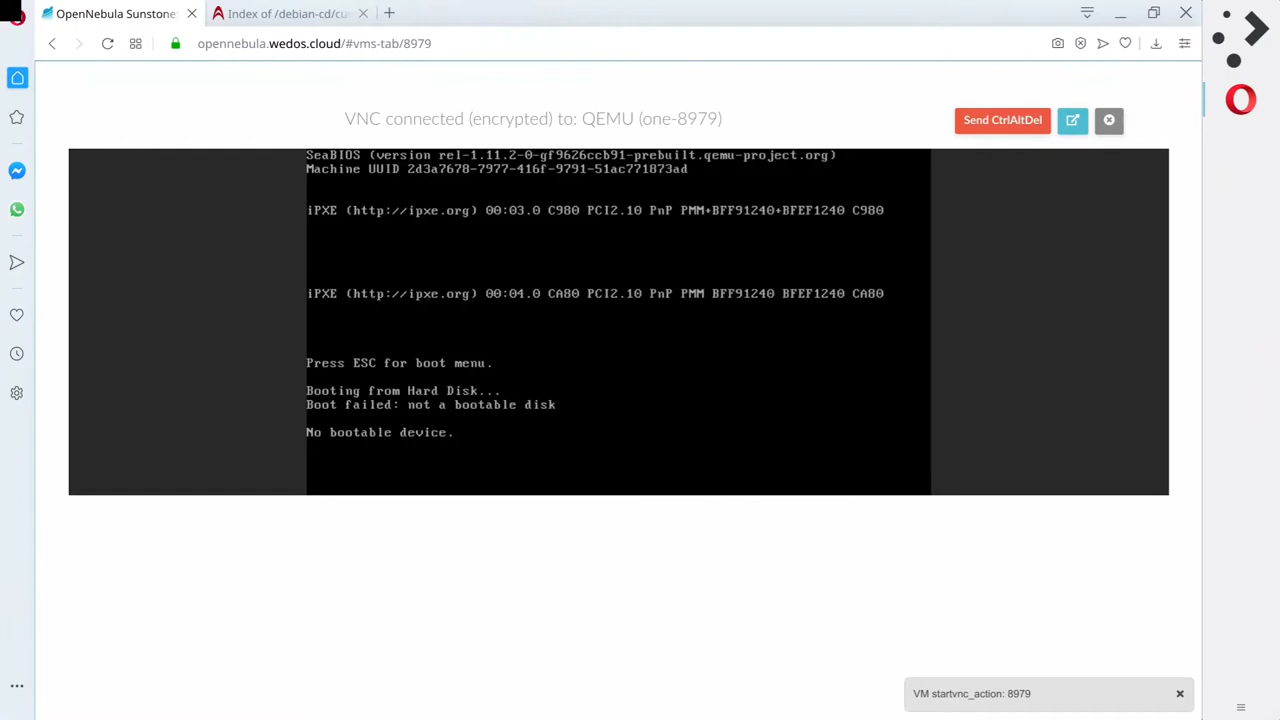 OpenNebula Sunstone:
Index of /debian-cd/cu
opennebula.wedos.cloud/#vms-tab/8979
VNC connected (encrypted) to: QEMU (one-8979)
Send CtrlAltDel
SeaBIOS (version rel-1.11.2-0-gf9626ccb91-prebuilt.qemu-project.org)
Machine UUID 2d3a7678-7977-416f-9791-51ac771873ad
iPXE (http://ipxe.org) 00:03.0 C980 PCI2.10 PnP PMM+BFF91240+BFEF1240 C980
iPXE (http://ipxe.org) 00:04.0 CA80 PCI2.10 PnP PMM BFF91240 BFEF1240 CA80
Press ESC for boot menu.
Booting from Hard Disk...
Boot failed: not a bootable disk
No bootable device.
VM startvnc_action: 8979